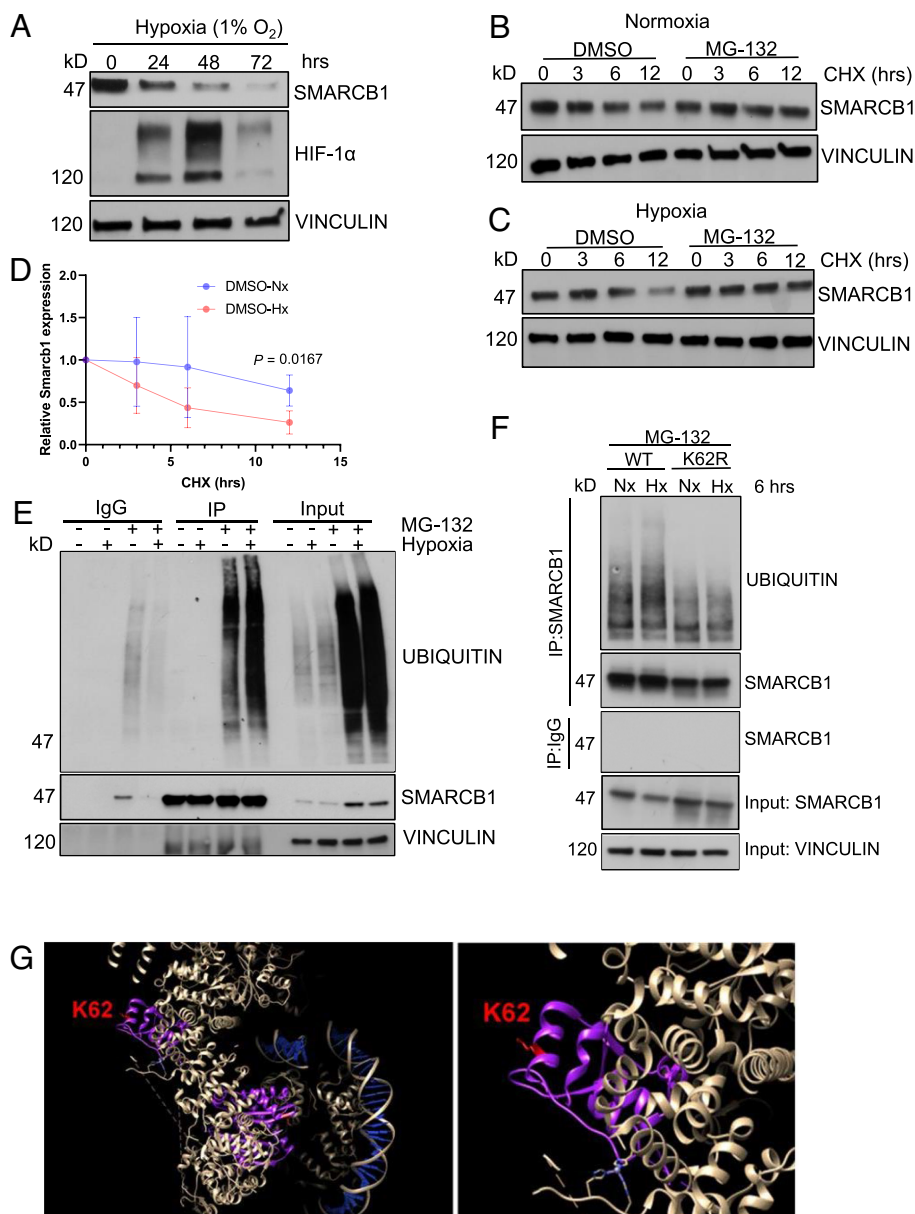 A
Hypoxia (1% O2)
kD 0 24 48 72 hrs
47 SMARCB1
HIF-1α
120
120 VINCULIN
B
Normoxia
DMSO MG-132
kD 0 3 6 12 0 3 6 12 CHX (hrs)
47 SMARCB1
120 VINCULIN
C
Hypoxia
DMSO MG-132
kD 0 3 6 12 0 3 6 12 CHX (hrs)
47 SMARCB1
120 VINCULIN
D
Relative Smarcb1 expression
2.0
1.5
1.0
0.5
0.0
DMSO-Nx
DMSO-Hx
P = 0.0167
0 5 10 15
CHX (hrs)
E
IgG IP Input
- - + + - - + + - - + + MG-132
kD - + - + - + - + - + - + Hypoxia
UBIQUITIN
47
47 SMARCB1
120 VINCULIN
F
MG-132
WT K62R
kD Nx Hx Nx Hx 6 hrs
IP:SMARCB1
UBIQUITIN
47 SMARCB1
IP:IgG
47 SMARCB1
47 Input: SMARCB1
120 Input: VINCULIN
G
K62
K62